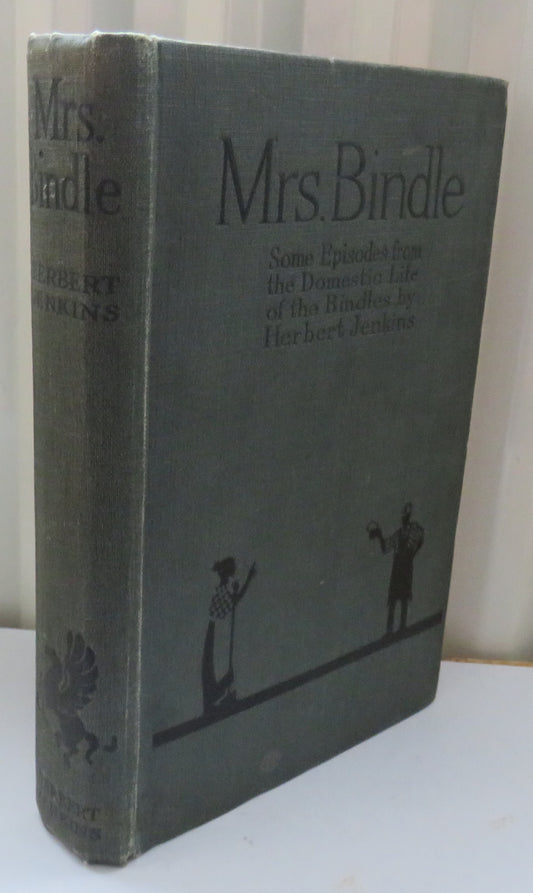 Mrs.
Bindle
HERBERT
JENKINS
HERBERT
JENKINS
Mrs. Bindle
Some Episodes from
the Domestic Life
of the Bindles by
Herbert Jenkins